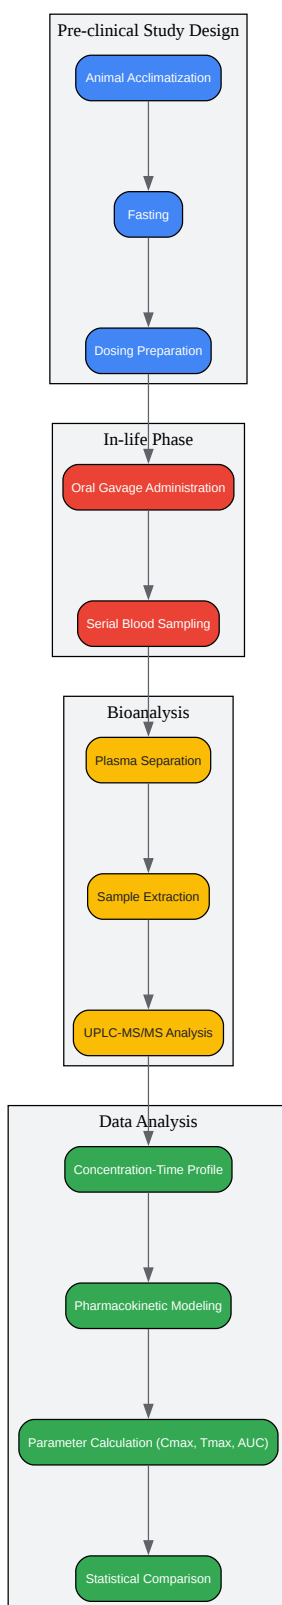 Pre-clinical Study Design
Animal Acclimatization
Fasting
Dosing Preparation
In-life Phase
Oral Gavage Administration
Serial Blood Sampling
Bioanalysis
Plasma Separation
Sample Extraction
UPLC-MS/MS Analysis
Data Analysis
Concentration-Time Profile
Pharmacokinetic Modeling
Parameter Calculation (Cmax, Tmax, AUC)
Statistical Comparison